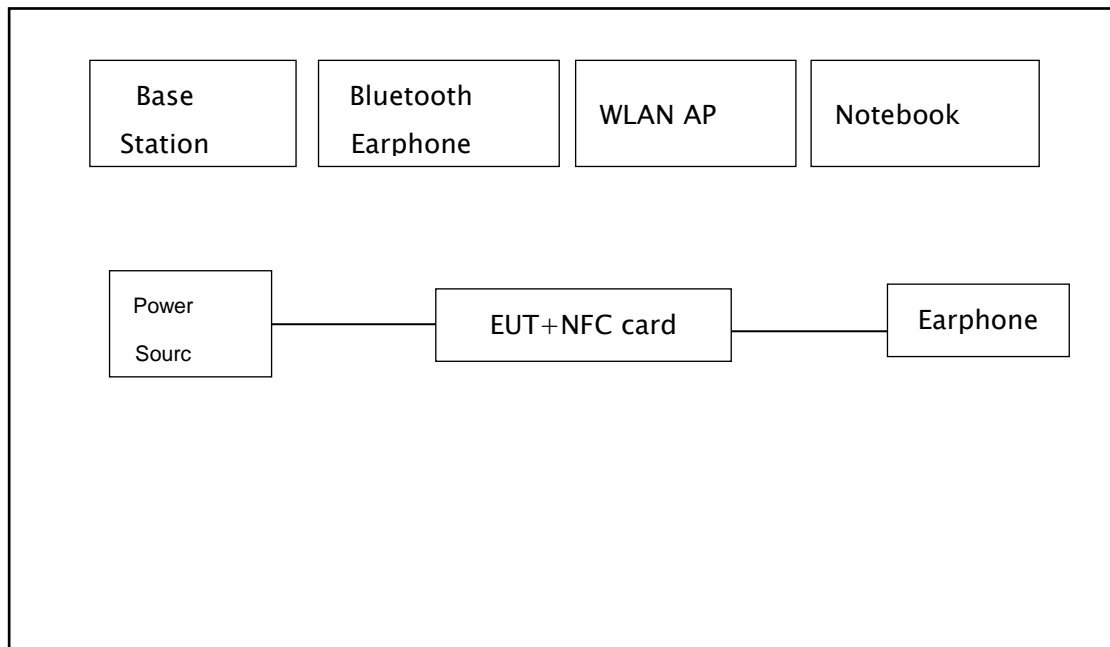 Base
Station
Bluetooth
Earphone
WLAN AP
Notebook
Power
Sourc
EUT+NFC card
Earphone